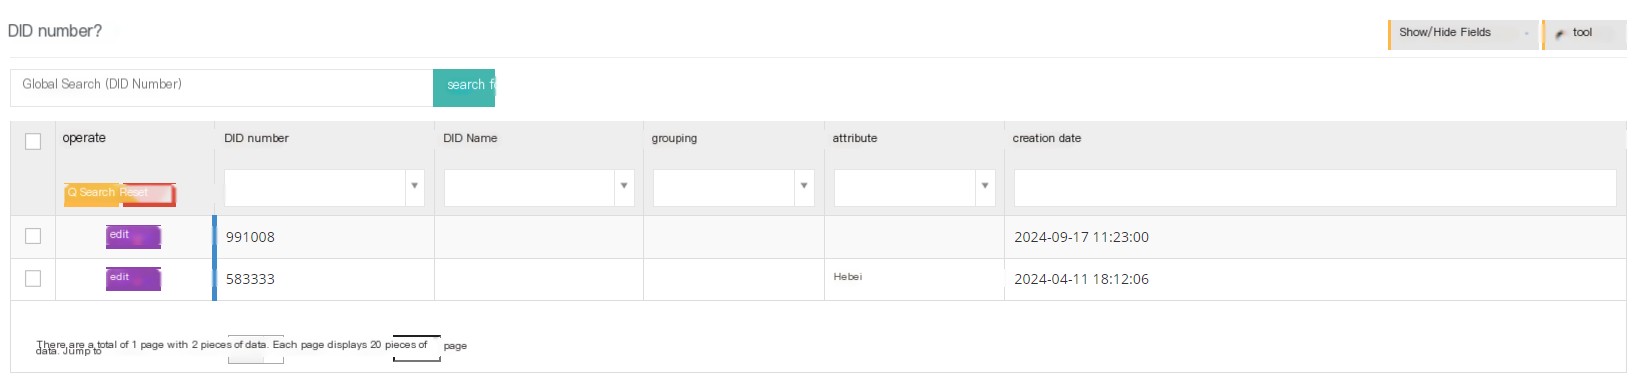 DID number?
Show/Hide Fields
tool
Global Search (DID Number)
search f
operate
DID number
DID Name
grouping
attribute
creation date
Q Search Reset
edit
991008
2024-09-17 11:23:00
edit
583333
Hebei
2024-04-11 18:12:06
There are a total of 1 page with 2 pieces of data. Each page displays 20 pieces of
data. Jump to
page